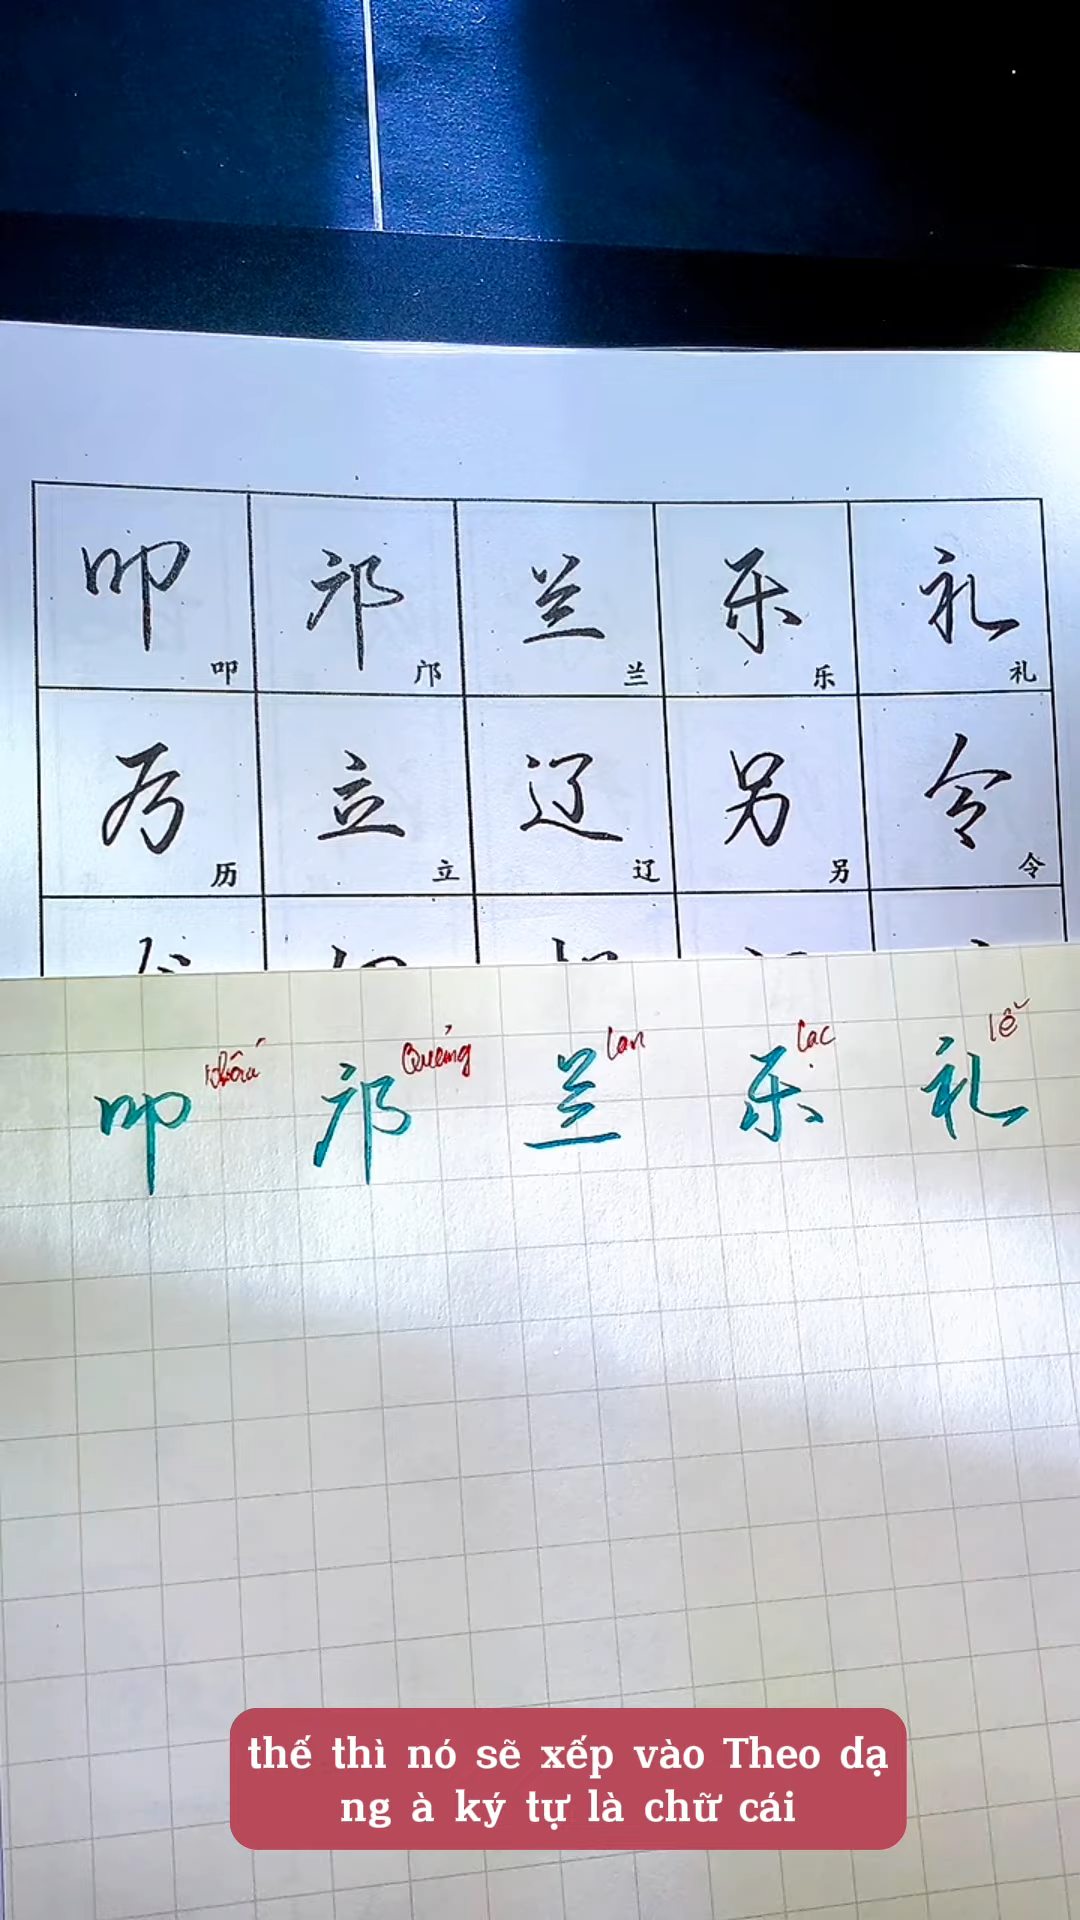 叩 邝 兰 乐 礼
叩 邝 兰 乐 礼
历 立 辽 另 令
历 立 辽 另 令
khấu Quảng lan lạc lễ
叩 邝 兰 乐 礼
thế thì nó sẽ xếp vào Theo dạ
ng à ký tự là chữ cái